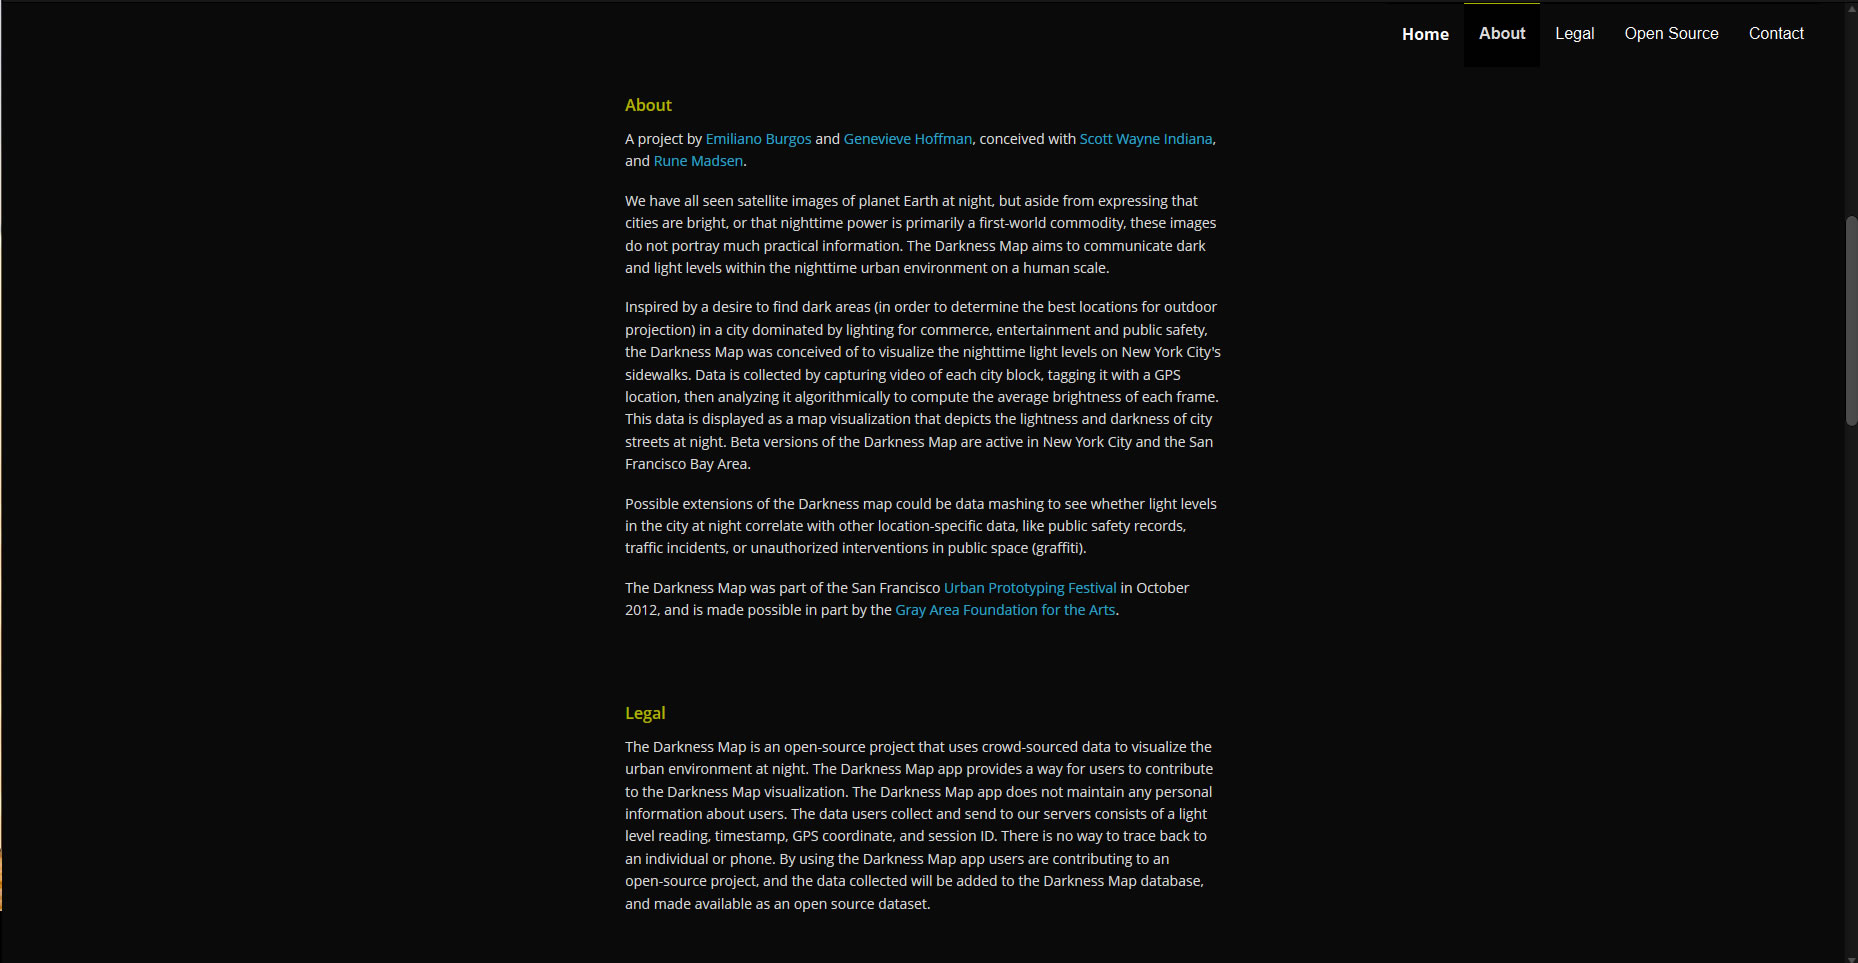 Home About Legal Open Source Contact
About
A project by Emiliano Burgos and Genevieve Hoffman, conceived with Scott Wayne Indiana,
and Rune Madsen.
We have all seen satellite images of planet Earth at night, but aside from expressing that
cities are bright, or that nighttime power is primarily a first-world commodity, these images
do not portray much practical information. The Darkness Map aims to communicate dark
and light levels within the nighttime urban environment on a human scale.
Inspired by a desire to find dark areas (in order to determine the best locations for outdoor
projection) in a city dominated by lighting for commerce, entertainment and public safety,
the Darkness Map was conceived of to visualize the nighttime light levels on New York City's
sidewalks. Data is collected by capturing video of each city block, tagging it with a GPS
location, then analyzing it algorithmically to compute the average brightness of each frame.
This data is displayed as a map visualization that depicts the lightness and darkness of city
streets at night. Beta versions of the Darkness Map are active in New York City and the San
Francisco Bay Area.
Possible extensions of the Darkness map could be data mashing to see whether light levels
in the city at night correlate with other location-specific data, like public safety records,
traffic incidents, or unauthorized interventions in public space (graffiti).
The Darkness Map was part of the San Francisco Urban Prototyping Festival in October
2012, and is made possible in part by the Gray Area Foundation for the Arts.
Legal
The Darkness Map is an open-source project that uses crowd-sourced data to visualize the
urban environment at night. The Darkness Map app provides a way for users to contribute
to the Darkness Map visualization. The Darkness Map app does not maintain any personal
information about users. The data users collect and send to our servers consists of a light
level reading, timestamp, GPS coordinate, and session ID. There is no way to trace back to
an individual or phone. By using the Darkness Map app users are contributing to an
open-source project, and the data collected will be added to the Darkness Map database,
and made available as an open source dataset.